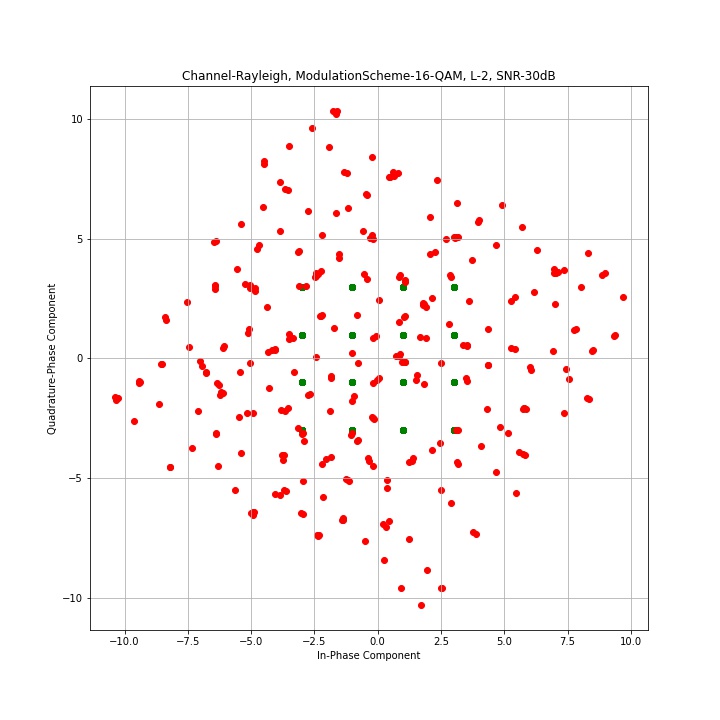 Channel-Rayleigh, ModulationScheme-16-QAM, L-2, SNR-30dB
10
5
0
−5
−10
Quadrature-Phase Component
−10.0 −7.5 −5.0 −2.5 0.0 2.5 5.0 7.5 10.0
In-Phase Component